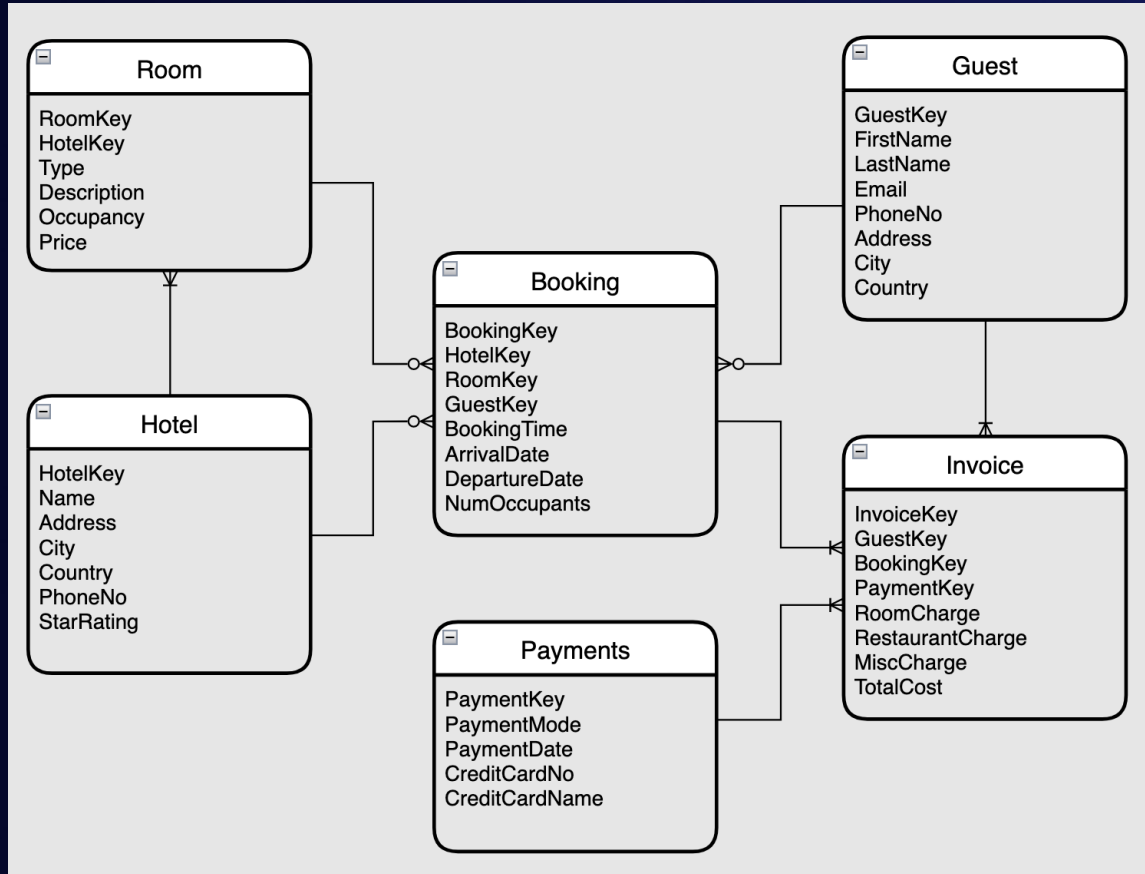 Room
RoomKey
HotelKey
Type
Description
Occupancy
Price
Guest
GuestKey
FirstName
LastName
Email
PhoneNo
Address
City
Country
Booking
BookingKey
HotelKey
RoomKey
GuestKey
BookingTime
ArrivalDate
DepartureDate
NumOccupants
Hotel
HotelKey
Name
Address
City
Country
PhoneNo
StarRating
Invoice
InvoiceKey
GuestKey
BookingKey
PaymentKey
RoomCharge
RestaurantCharge
MiscCharge
TotalCost
Payments
PaymentKey
PaymentMode
PaymentDate
CreditCardNo
CreditCardName